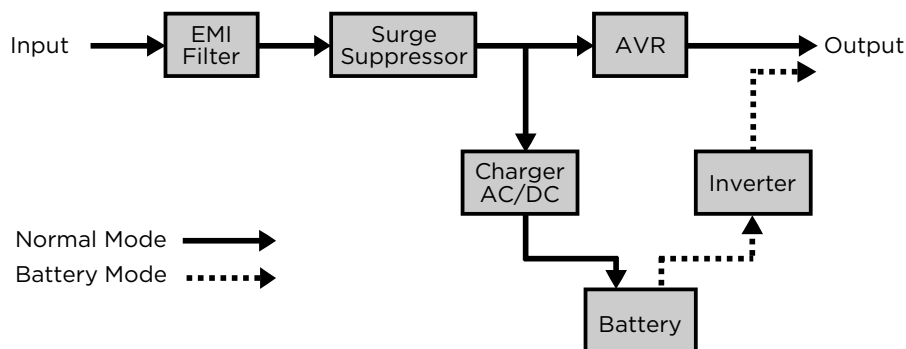 Input
EMI
Filter
Surge
Suppressor
AVR
Output
Charger
AC/DC
Inverter
Normal Mode
Battery Mode
Battery